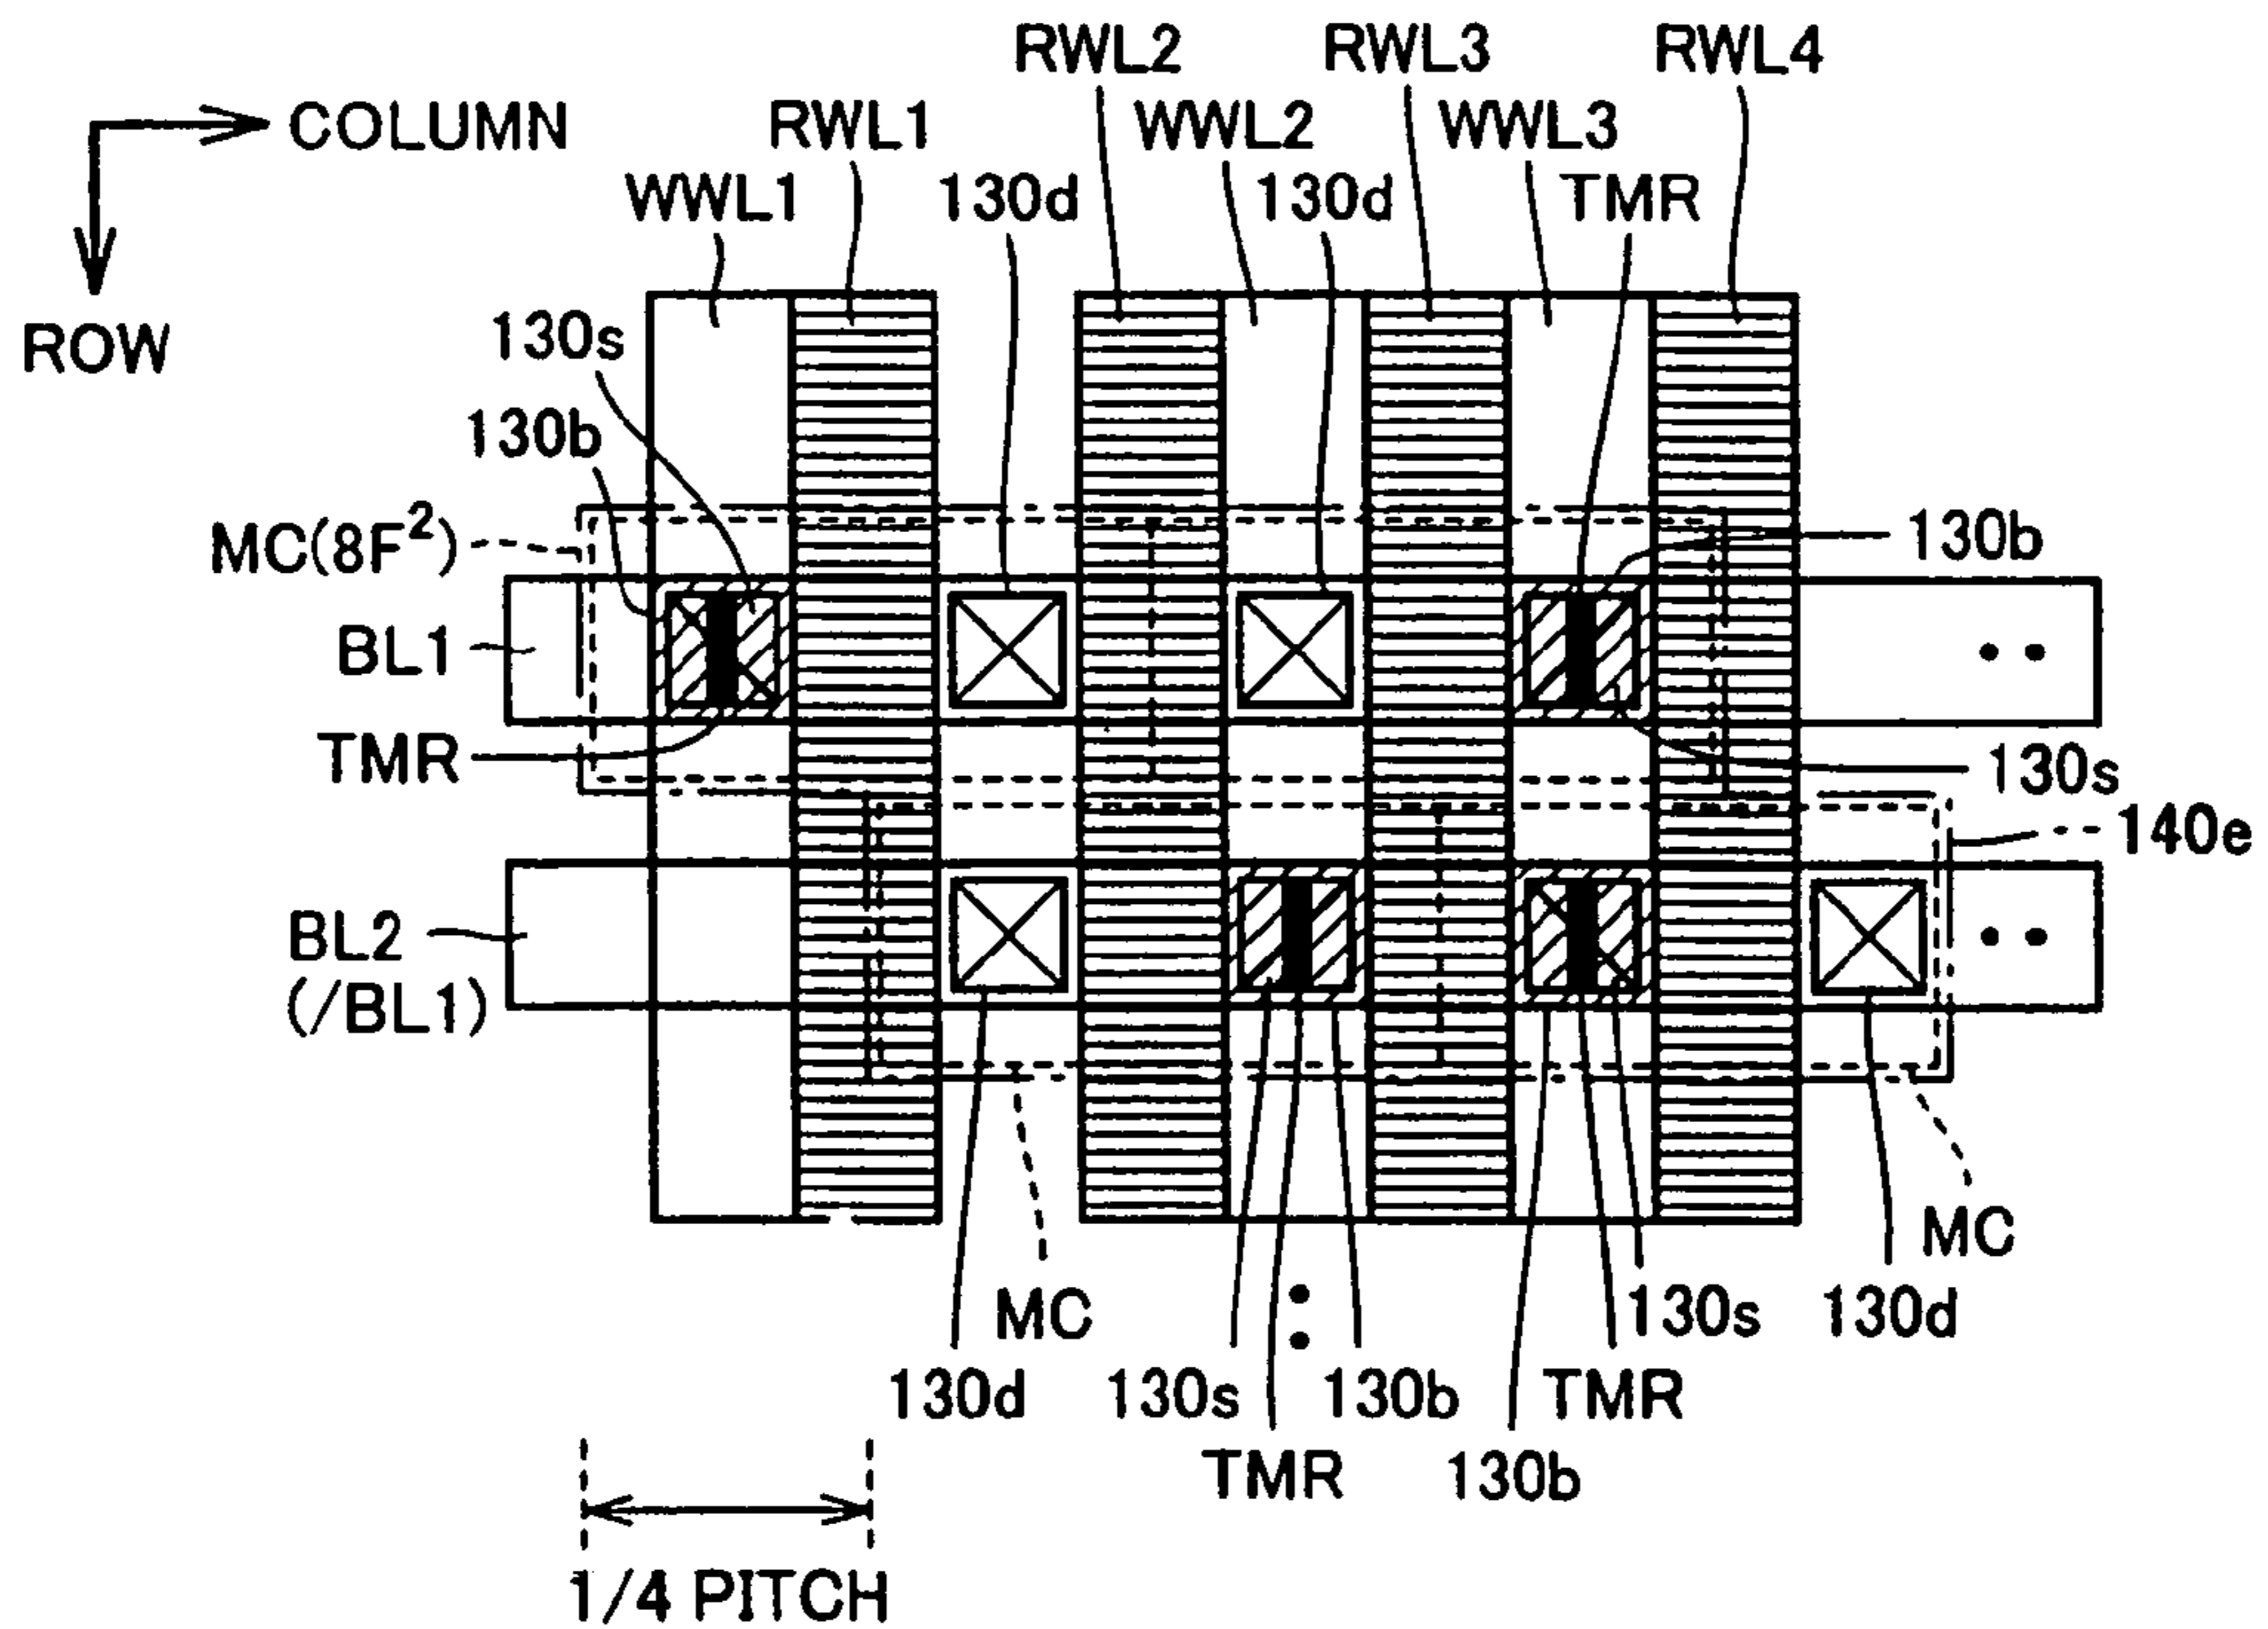 RWL2 RWL3 RWL4
COLUMN RWL1 WWL2 WWL3
WWL1 130d 130d TMR
ROW
130s
130b
MC(8F²) 130b
BL1
TMR 130s
140e
BL2
(/BL1)
MC
MC 130s 130d
130d 130s 130b TMR
TMR 130b
1/4 PITCH